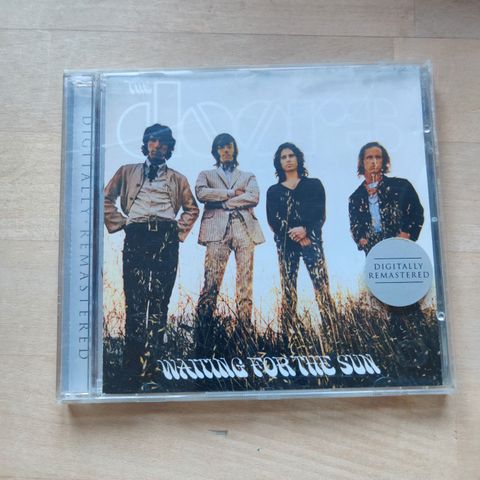 THE
doors
WAITING FOR THE SUN
DIGITALLY
REMASTERED
DIGITALLY REMASTERED